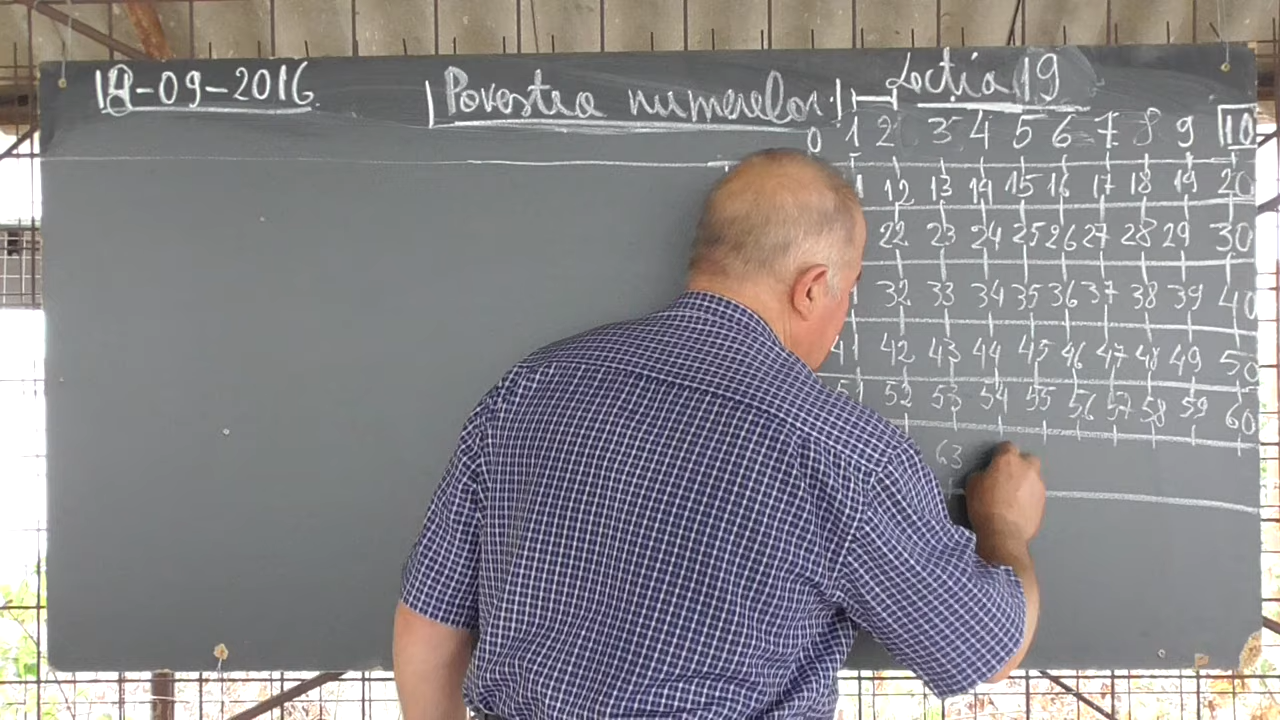 14-09-2016 Povestea numerelor! Lectia 19
0 1 2 3 4 5 6 7 8 9 10
12 13 14 15 16 17 18 19 20
22 23 24 25 26 27 28 29 30
32 33 34 35 36 37 38 39 40
41 42 43 44 45 46 47 48 49 50
51 52 53 54 55 56 57 58 59 60
63